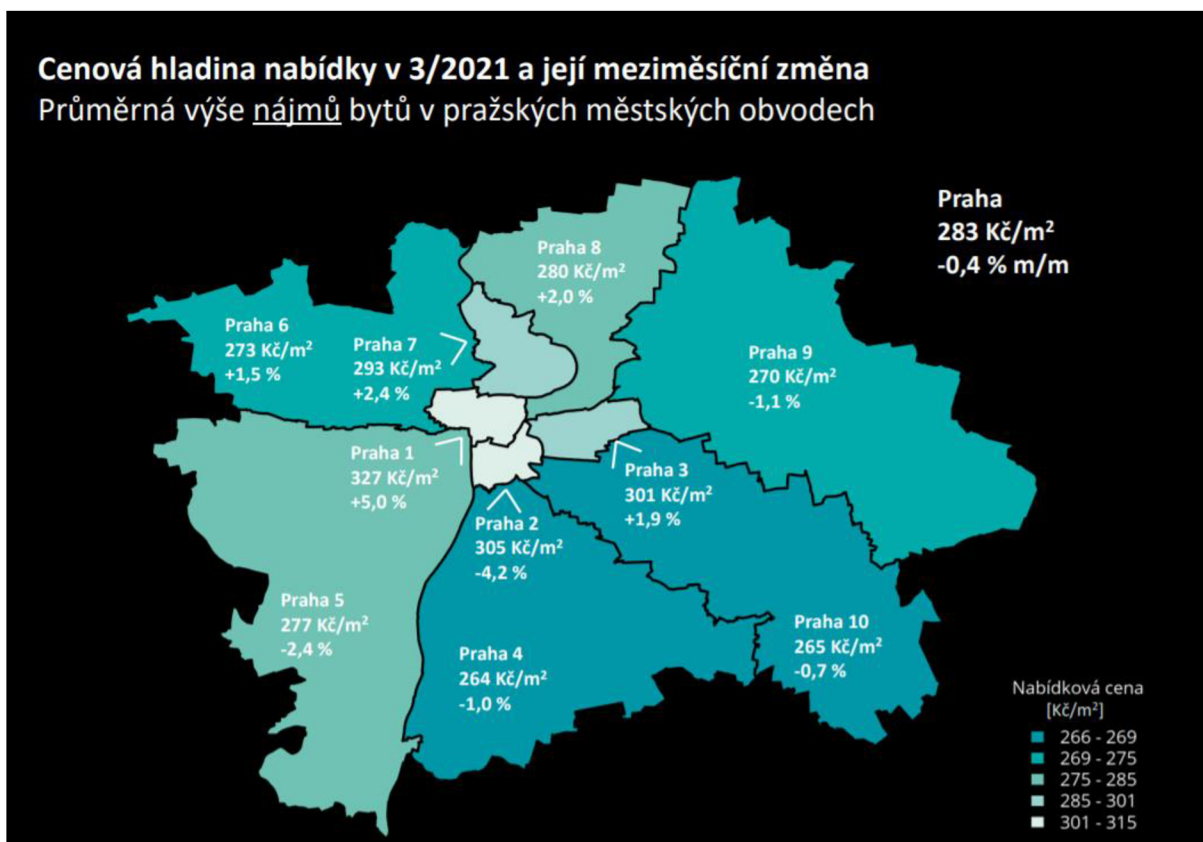 Cenová hladina nabídky v 3/2021 a její meziměsíční změna
Průměrná výše nájmů bytů v pražských městských obvodech
Praha
283 Kč/m²
-0,4 % m/m
Praha 8
280 Kč/m²
+2,0 %
Praha 6
273 Kč/m²
+1,5 %
Praha 7
293 Kč/m²
+2,4 %
Praha 9
270 Kč/m²
-1,1 %
Praha 1
327 Kč/m²
+5,0 %
Praha 3
301 Kč/m²
+1,9 %
Praha 2
305 Kč/m²
-4,2 %
Praha 5
277 Kč/m²
-2,4 %
Praha 4
264 Kč/m²
-1,0 %
Praha 10
265 Kč/m²
-0,7 %
Nabídková cena
[Kč/m²]
266 - 269
269 - 275
275 - 285
285 - 301
301 - 315